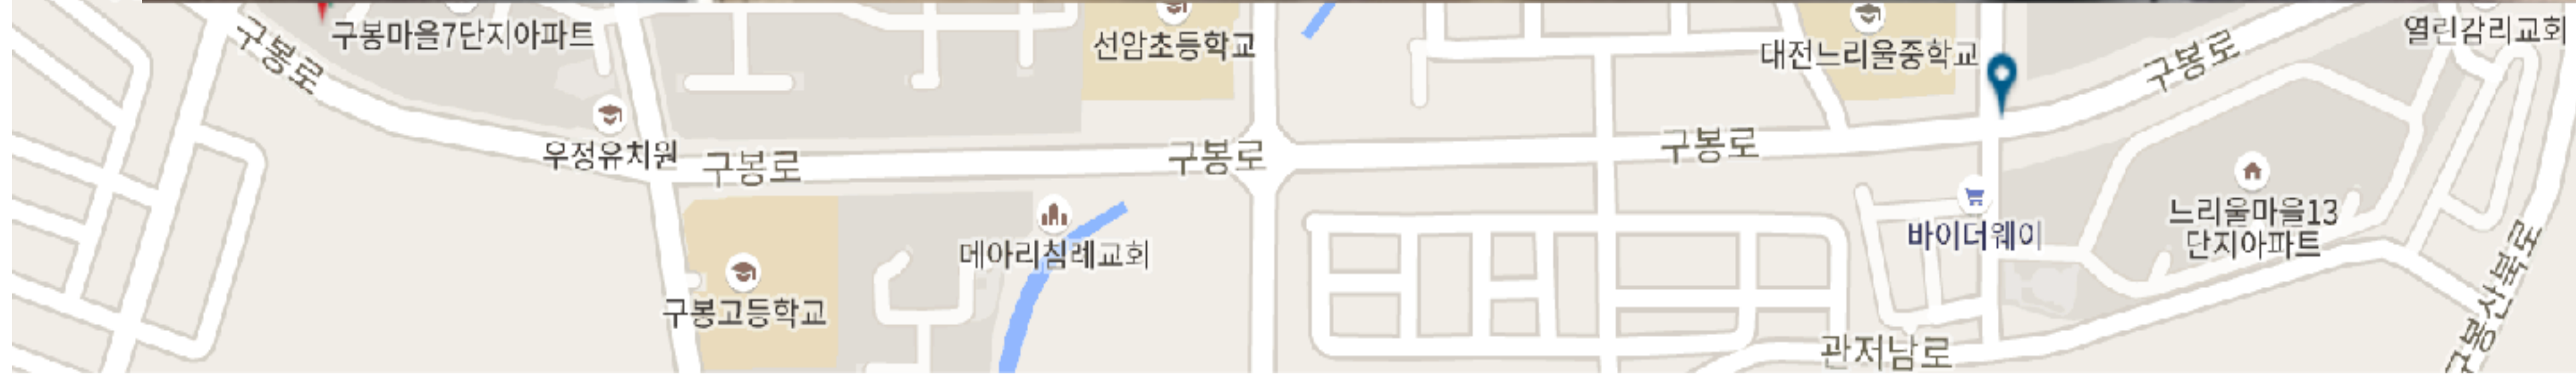 구봉로
구봉마을7단지아파트
선암초등학교
대전느리울중학교
구봉로
열린감리교회
우정유치원
구봉로
구봉로
구봉로
메아리침례교회
바이더웨이
느리울마을13
단지아파트
구봉고등학교
관저남로
구봉산북로